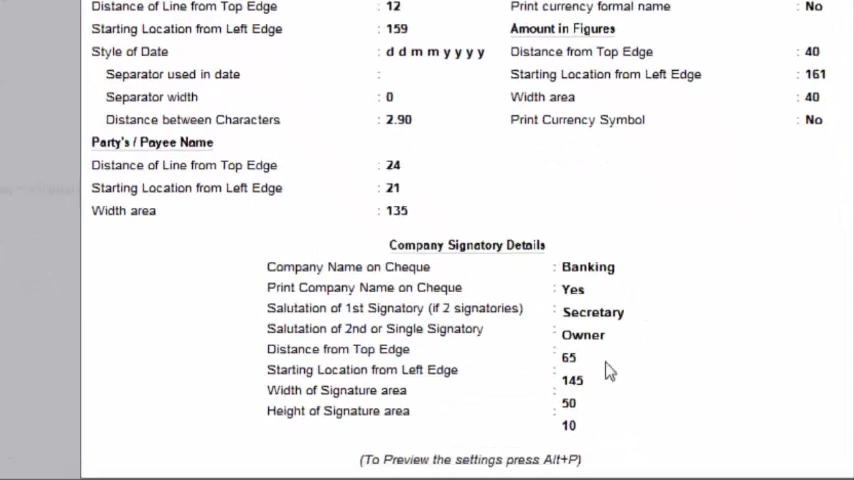 Distance of Line from Top Edge : 12
Starting Location from Left Edge : 159
Style of Date : d d m m y y y y
Separator used in date :
Separator width : 0
Distance between Characters : 2.90
Party's / Payee Name
Distance of Line from Top Edge : 24
Starting Location from Left Edge : 21
Width area : 135
Print currency formal name : No
Amount in Figures
Distance from Top Edge : 40
Starting Location from Left Edge : 161
Width area : 40
Print Currency Symbol : No
Company Signatory Details
Company Name on Cheque : Banking
Print Company Name on Cheque : Yes
Salutation of 1st Signatory (if 2 signatories) : Secretary
Salutation of 2nd or Single Signatory : Owner
Distance from Top Edge : 65
Starting Location from Left Edge : 145
Width of Signature area : 50
Height of Signature area : 10
(To Preview the settings press Alt+P)